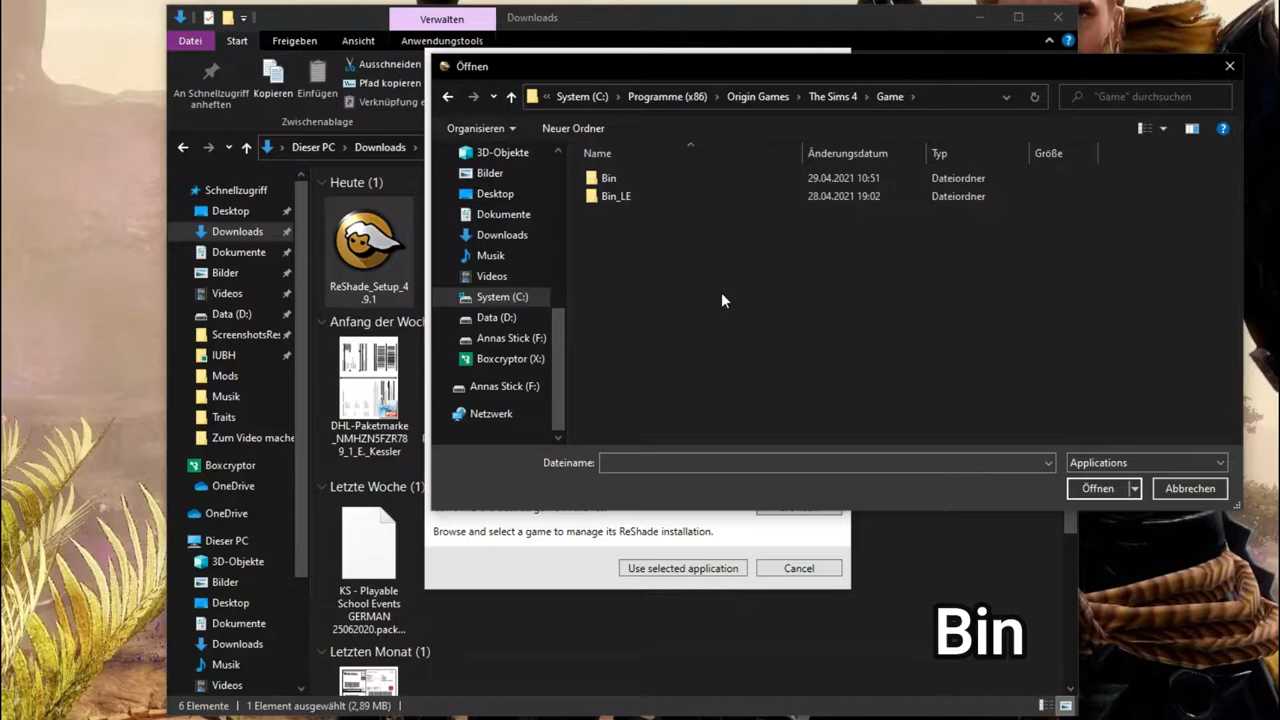 Verwalten
Downloads
Datei
Start
Freigeben
Ansicht
Anwendungstools
An Schnellzugriff
anheften
Kopieren
Einfügen
Ausschneiden
Pfad kopieren
Verknüpfung e
Zwischenablage
Dieser PC
Downloads
Schnellzugriff
Desktop
Downloads
Dokumente
Bilder
Videos
Data (D:)
ScreenshotsRes
IUBH
Mods
Musik
Traits
Zum Video mache
Boxcryptor
OneDrive
OneDrive
Dieser PC
3D-Objekte
Bilder
Desktop
Dokumente
Downloads
Musik
Videos
Heute (1)
ReShade_Setup_4
.9.1
Anfang der Woch
DHL-Paketmarke
_NMHZN5FZR78
9_1_E._Kessler
Letzte Woche (1)
KS - Playable
School Events
GERMAN
25062020.pack...
Letzten Monat (1)
6 Elemente
1 Element ausgewählt (2,89 MB)
Öffnen
« System (C:) › Programme (x86) › Origin Games › The Sims 4 › Game ›
"Game" durchsuchen
Organisieren
Neuer Ordner
3D-Objekte
Bilder
Desktop
Dokumente
Downloads
Musik
Videos
System (C:)
Data (D:)
Annas Stick (F:)
Boxcryptor (X:)
Annas Stick (F:)
Netzwerk
Name Änderungsdatum Typ Größe
Bin 29.04.2021 10:51 Dateiordner
Bin_LE 28.04.2021 19:02 Dateiordner
Dateiname:
Applications
Öffnen
Abbrechen
Browse and select a game to manage its ReShade installation.
Use selected application
Cancel
Bin